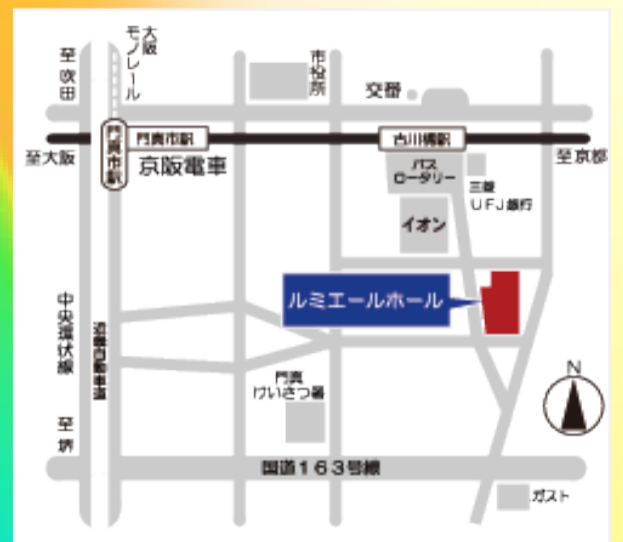 大阪
モノレール
至吹田
市役所
交番
門真市駅
門真市駅
古川橋駅
至大阪
京阪電車
至京都
バス
ロータリー
三菱
UFJ銀行
イオン
ルミエールホール
中央環状線
近畿自動車道
至堺
門真
けいさつ署
N
国道163号線
ガスト